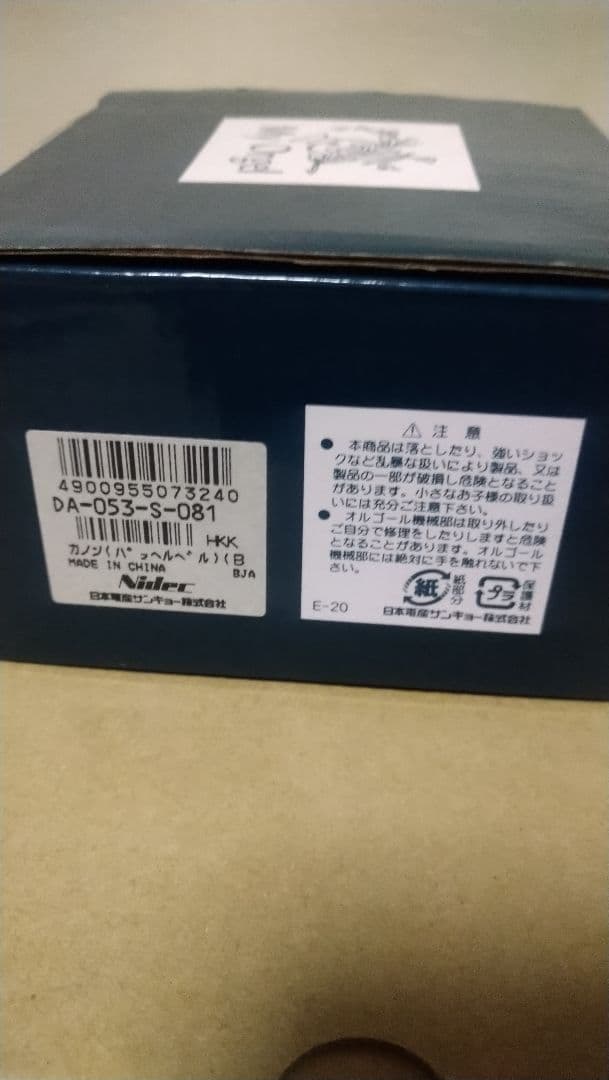 Orgel
4900955073240
DA-053-S-081
HKK
カノン(パッヘルベル)(B
MADE IN CHINA
BJA
Nidec
日本電産サンキョー株式会社
⚠ 注 意
● 本商品は落としたり、強いショッ
クなど乱暴な扱いにより製品、又は
製品の一部が破損し危険となること
があります。小さなお子様の取り扱
いには充分ご注意下さい。
● オルゴール機械部は取り外したり
ご自分で修理をしたりしますと危険
となることがあります。オルゴール
機械部には絶対に手を触れないで下
さい。
紙
紙部分
プラ
保護材
E-20
日本電産サンキョー株式会社